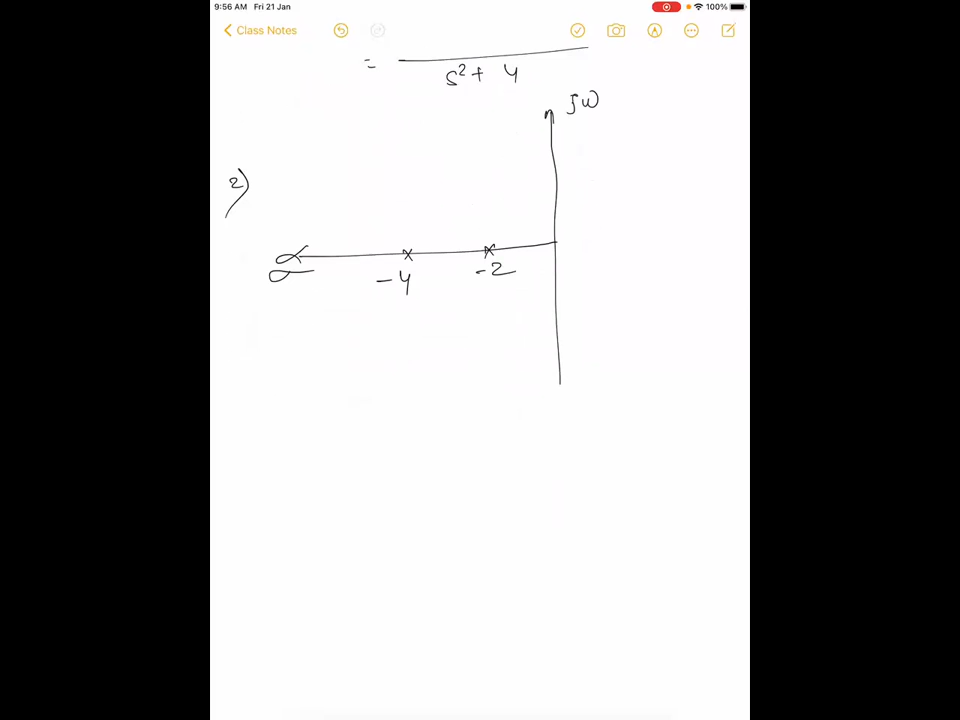 9:56 AM Fri 21 Jan
100%
Class Notes
=
s² + 4
jω
2)
-4
-2